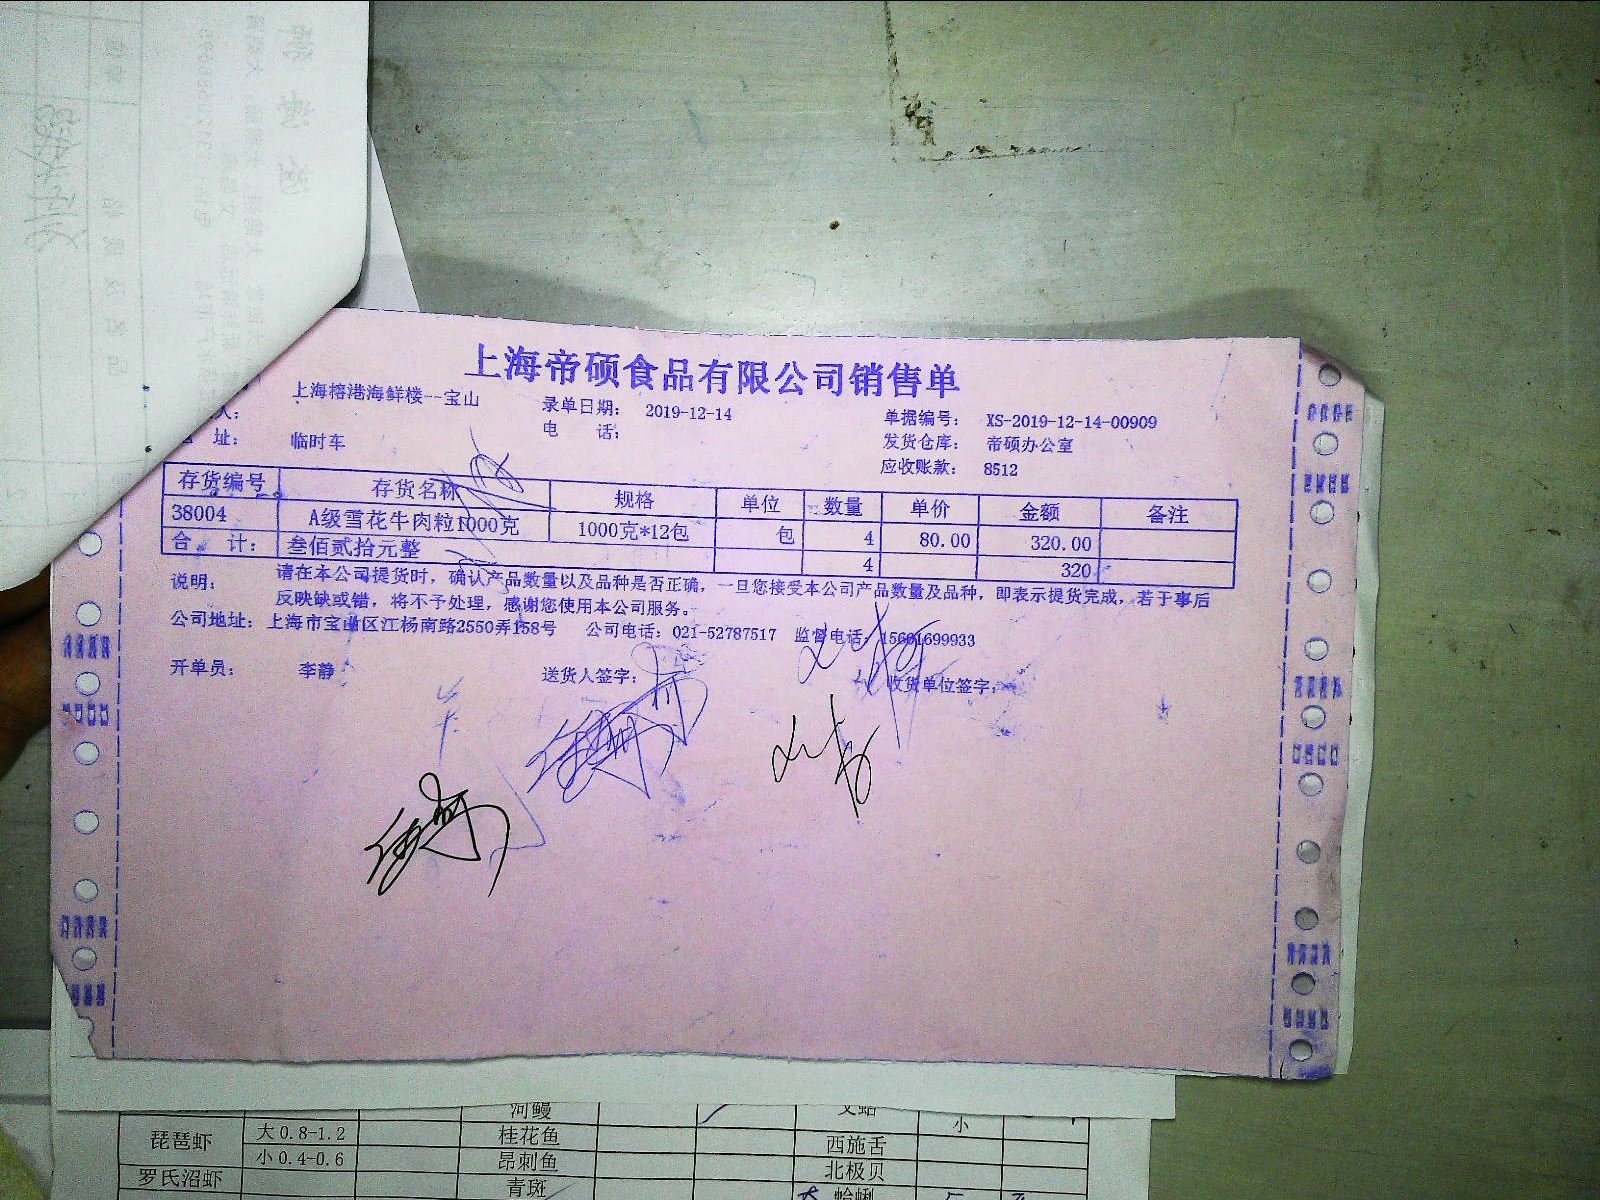 上海帝硕食品有限公司销售单
人: 上海榕港海鲜楼--宝山 录单日期: 2019-12-14 单据编号: XS-2019-12-14-00909
址: 临时车 电 话: 发货仓库: 帝硕办公室
应收账款: 8512
存货编号 存货名称 规格 单位 数量 单价 金额 备注
38004 A级雪花牛肉粒1000克 1000克*12包 包 4 80.00 320.00
合 计: 叁佰贰拾元整 4 320
说明: 请在本公司提货时，确认产品数量以及品种是否正确，一旦您接受本公司产品数量及品种，即表示提货完成，若于事后
反映缺或错，将不予处理，感谢您使用本公司服务。
公司地址: 上海市宝山区江杨南路2550弄158号 公司电话: 021-52787517 监督电话: 15601699933
开单员: 李静 送货人签字: 收货单位签字:
河鳗 小
琵琶虾 大0.8-1.2 桂花鱼 西施舌
小0.4-0.6 昂刺鱼 北极贝
罗氏沼虾 青斑 蛤蜊